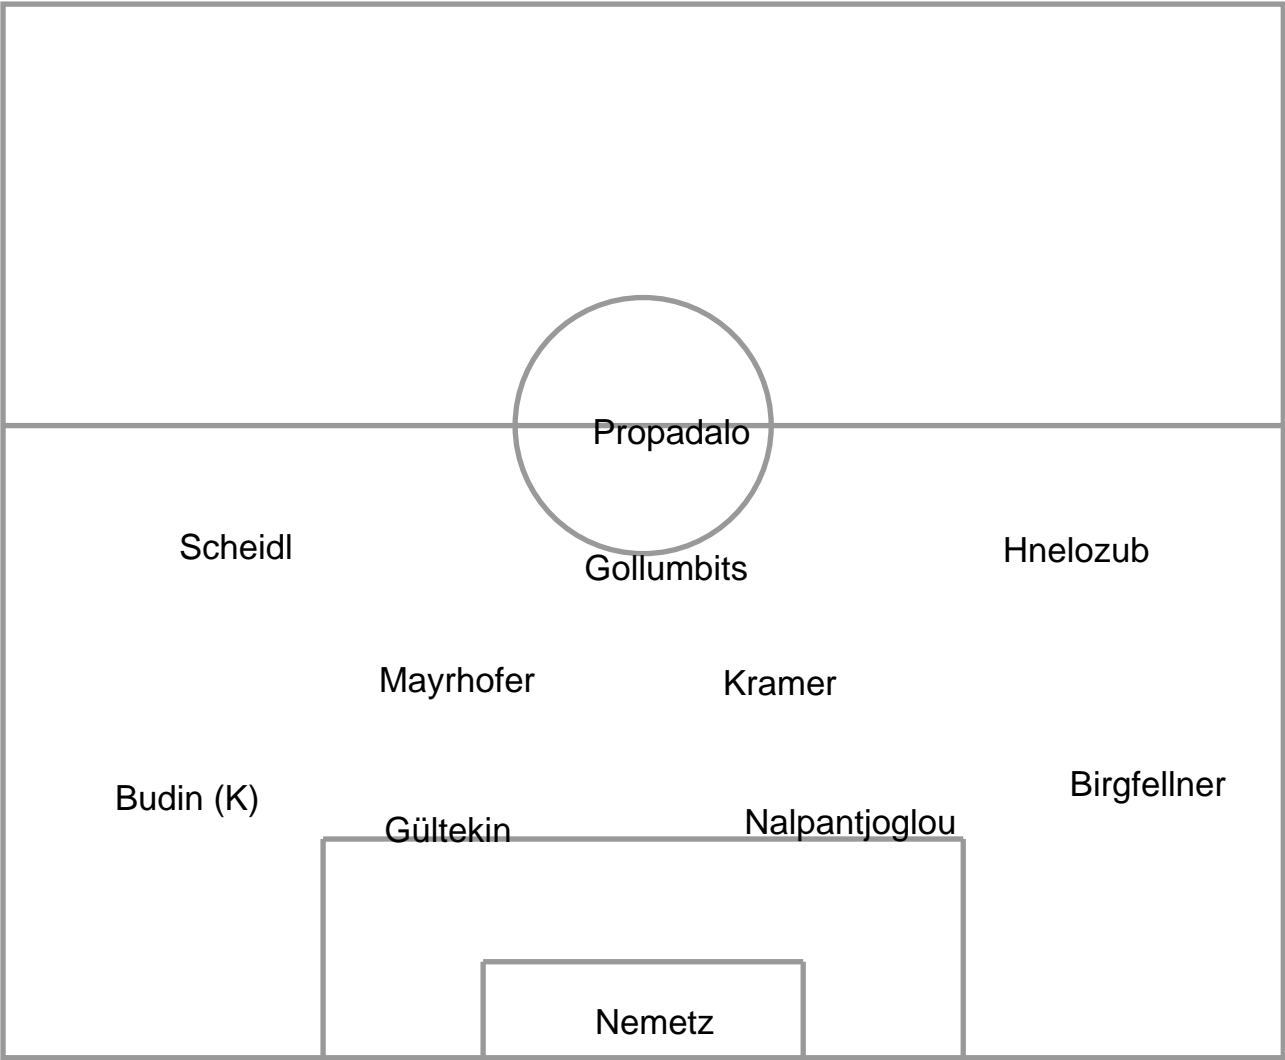 Propadalo
Scheidl
Gollumbits
Hnelozub
Mayrhofer
Kramer
Budin (K)
Birgfellner
Gültekin
Nalpantjoglou
Nemetz